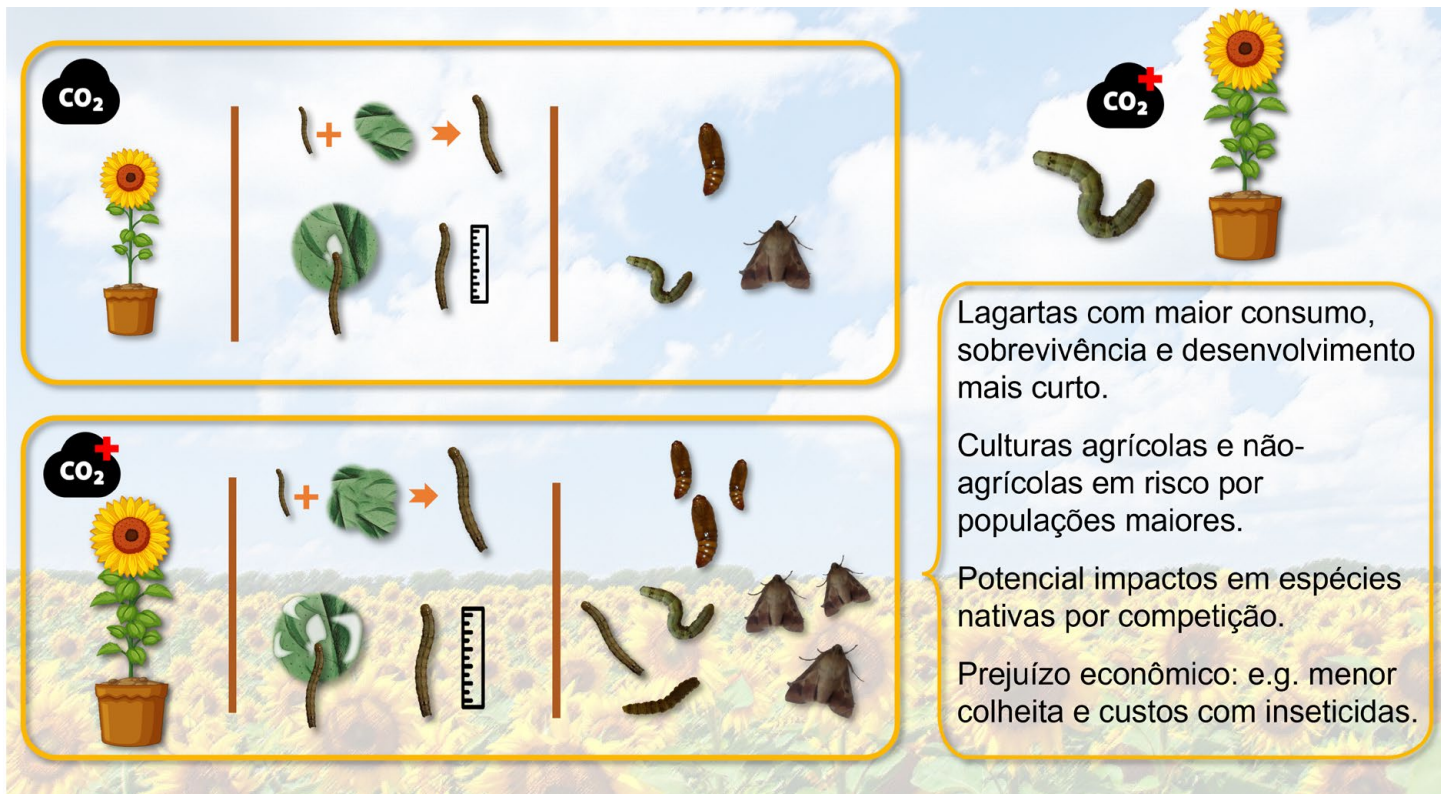 CO₂
CO₂
CO₂
Lagartas com maior consumo,
sobrevivência e desenvolvimento
mais curto.
Culturas agrícolas e não-
agrícolas em risco por
populações maiores.
Potencial impactos em espécies
nativas por competição.
Prejuízo econômico: e.g. menor
colheita e custos com inseticidas.